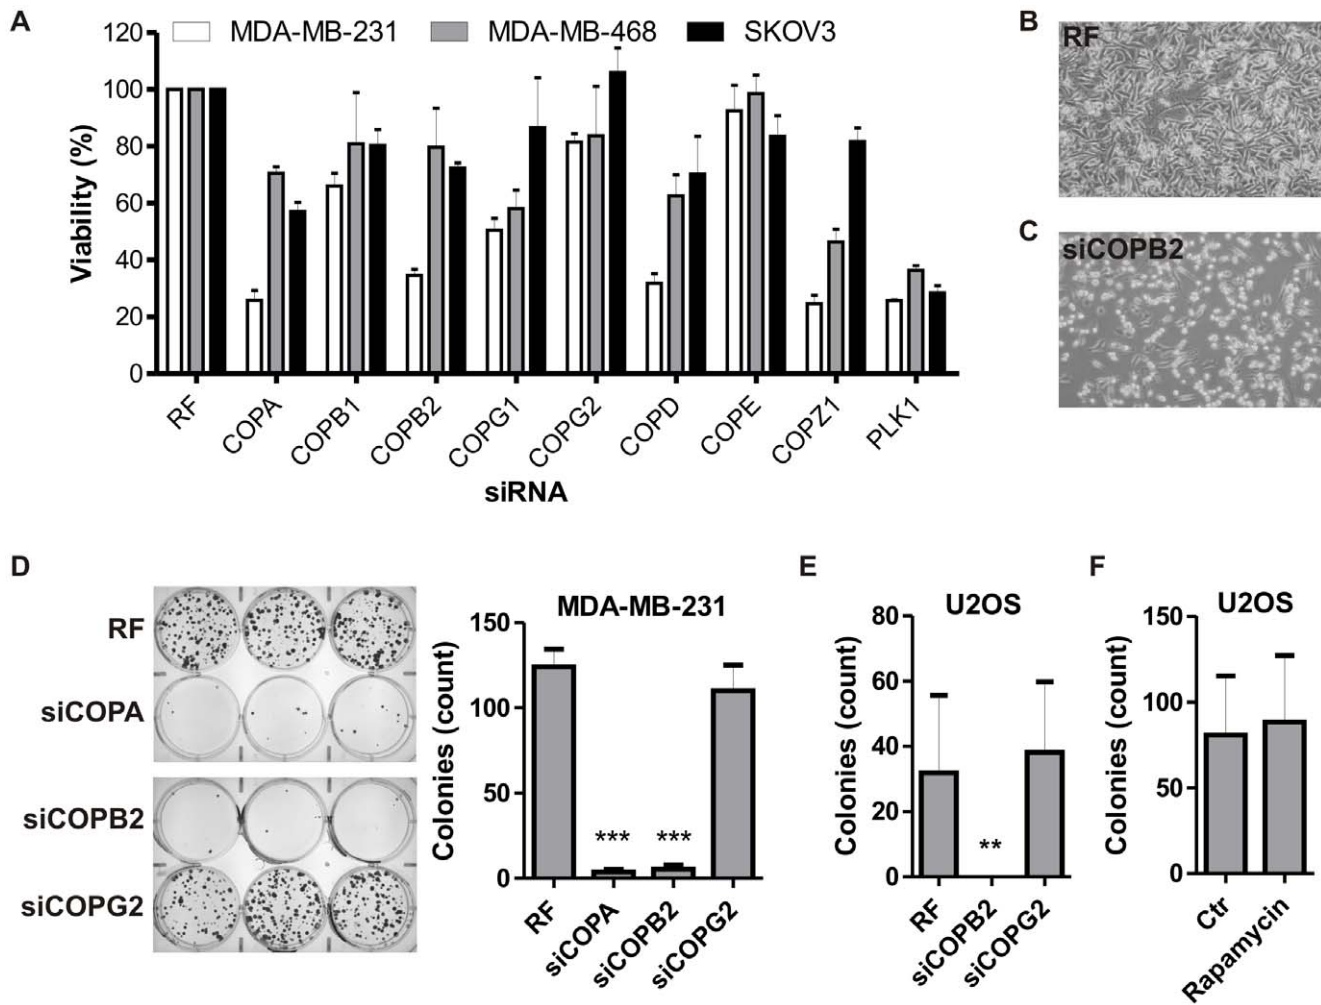 A
MDA-MB-231 MDA-MB-468 SKOV3
120
100
80
60
40
20
0
Viability (%)
RF COPA COPB1 COPB2 COPG1 COPG2 COPD COPE COPZ1 PLK1
siRNA
B
RF
C
siCOPB2
D
RF
siCOPA
siCOPB2
siCOPG2
MDA-MB-231
150
100
50
0
Colonies (count)
*** ***
RF siCOPA siCOPB2 siCOPG2
E
U2OS
80
60
40
20
0
Colonies (count)
**
RF siCOPB2 siCOPG2
F
U2OS
150
100
50
0
Colonies (count)
Ctr Rapamycin